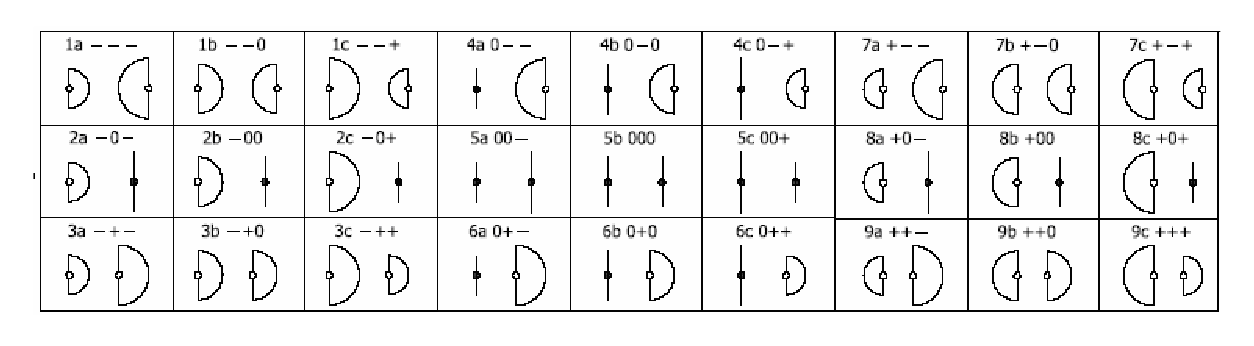 1a − − −
1b − − 0
1c − − +
4a 0 − −
4b 0 − 0
4c 0 − +
7a + − −
7b + − 0
7c + − +
2a − 0 −
2b − 00
2c − 0+
5a 00 −
5b 000
5c 00+
8a +0 −
8b +00
8c +0+
3a − + −
3b − +0
3c − ++
6a 0+ −
6b 0+0
6c 0++
9a ++ −
9b ++0
9c +++